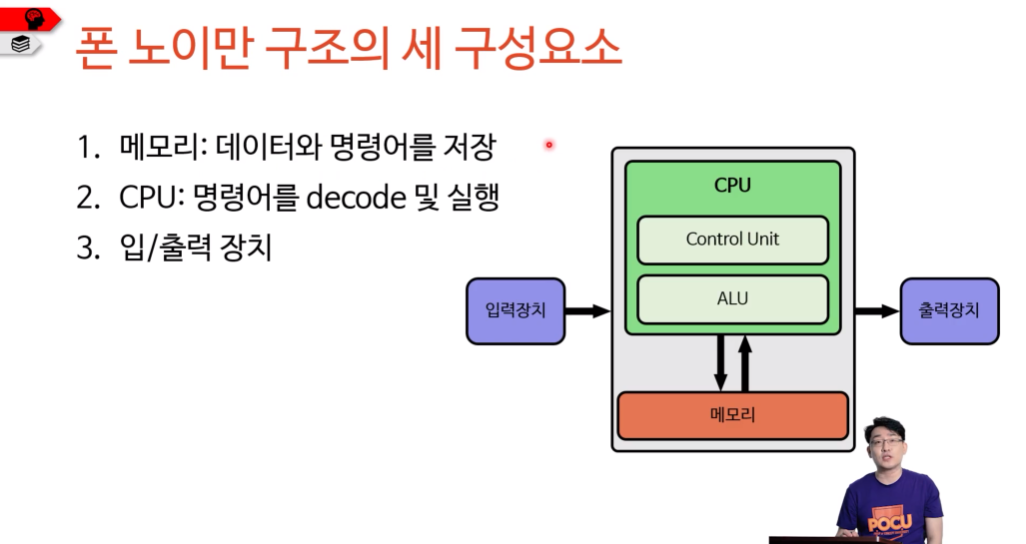 폰 노이만 구조의 세 구성요소
1. 메모리: 데이터와 명령어를 저장
2. CPU: 명령어를 decode 및 실행
3. 입/출력 장치
CPU
Control Unit
ALU
입력장치
출력장치
메모리
POCU